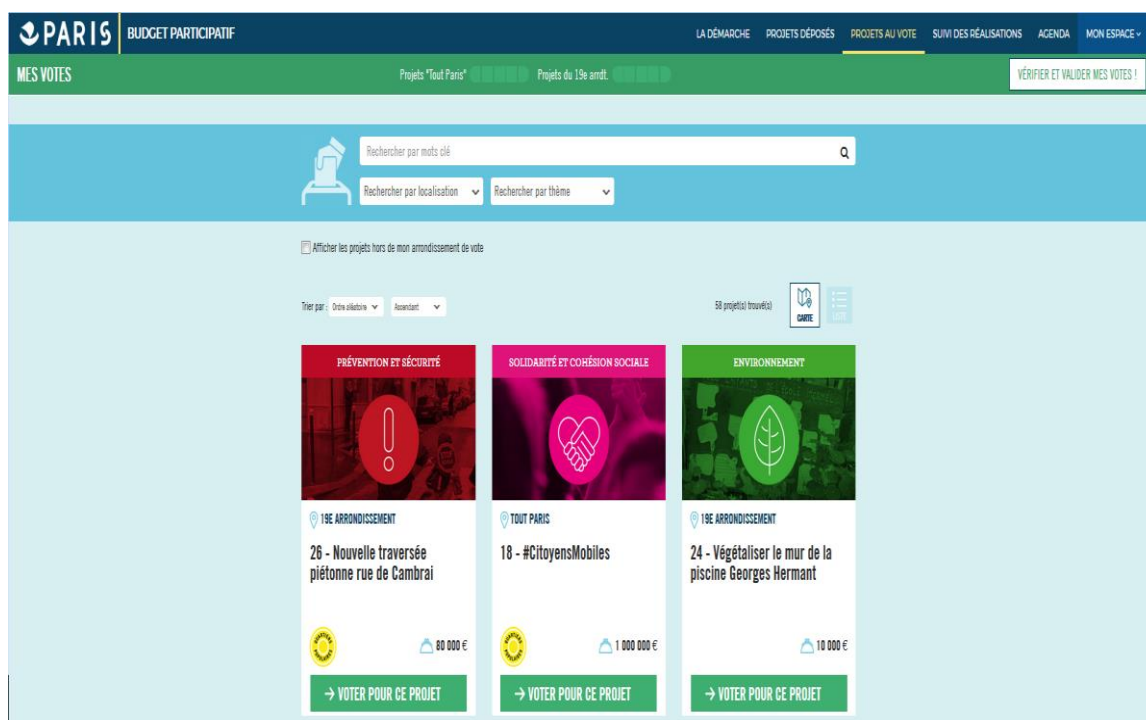 PARIS BUDGET PARTICIPATIF LA DÉMARCHE PROJETS DÉPOSÉS PROJETS AU VOTE SUIVI DES RÉALISATIONS AGENDA MON ESPACE
MES VOTES Projets "Tout Paris" Projets du 19e arrdt. VÉRIFIER ET VALIDER MES VOTES !
Rechercher par mots clé
Rechercher par localisation Rechercher par thème
Afficher les projets hors de mon arrondissement de vote
Trier par : Ordre aléatoire Ascendant 58 projet(s) trouvé(s) CARTE LISTE
PRÉVENTION ET SÉCURITÉ
19E ARRONDISSEMENT
26 - Nouvelle traversée
piétonne rue de Cambrai
QUARTIERS POPULAIRES 80 000 €
→ VOTER POUR CE PROJET
SOLIDARITÉ ET COHÉSION SOCIALE
TOUT PARIS
18 - #CitoyensMobiles
QUARTIERS POPULAIRES 1 000 000 €
→ VOTER POUR CE PROJET
ENVIRONNEMENT
19E ARRONDISSEMENT
24 - Végétaliser le mur de la
piscine Georges Hermant
10 000 €
→ VOTER POUR CE PROJET